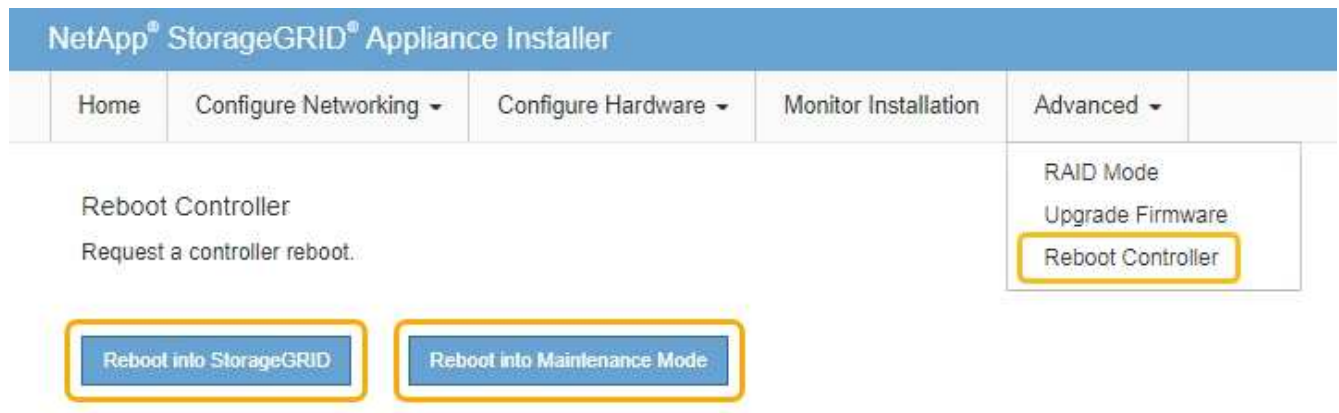 NetApp® StorageGRID® Appliance Installer
Home Configure Networking Configure Hardware Monitor Installation Advanced
RAID Mode
Upgrade Firmware
Reboot Controller
Reboot Controller
Request a controller reboot.
Reboot into StorageGRID Reboot into Maintenance Mode